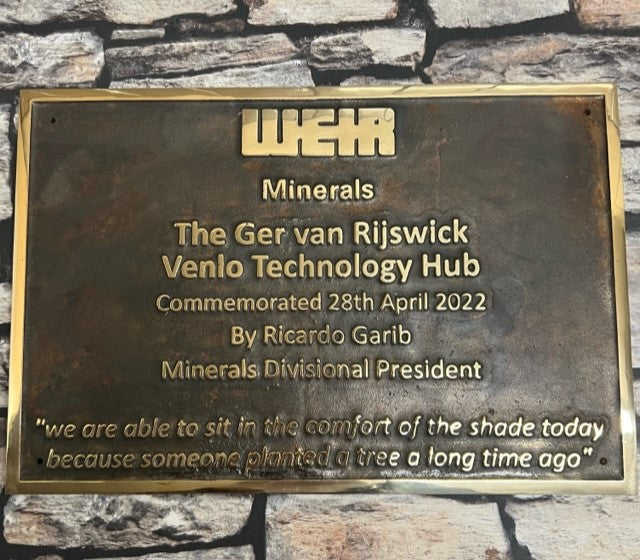 WEIR
Minerals
The Ger van Rijswick
Venlo Technology Hub
Commemorated 28th April 2022
By Ricardo Garib
Minerals Divisional President
"we are able to sit in the comfort of the shade today
because someone planted a tree a long time ago"